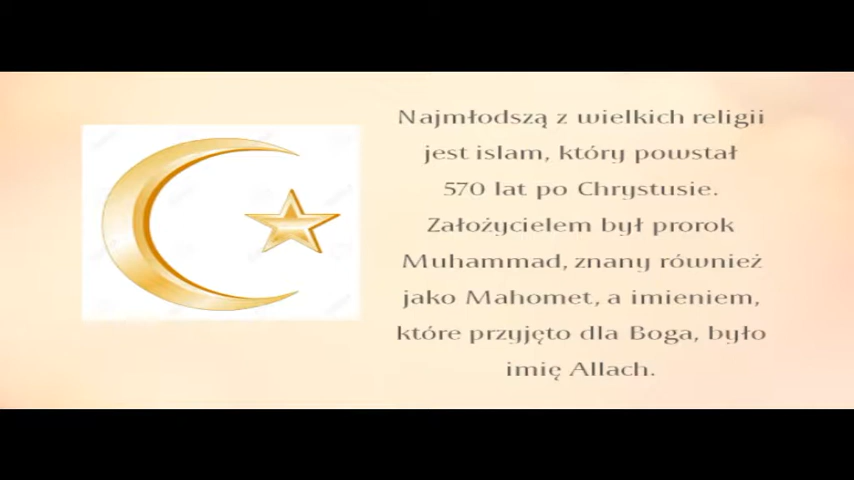 Najmłodszą z wielkich religii
jest islam, który powstał
570 lat po Chrystusie.
Założycielem był prorok
Muhammad, znany również
jako Mahomet, a imieniem,
które przyjęto dla Boga, było
imię Allach.